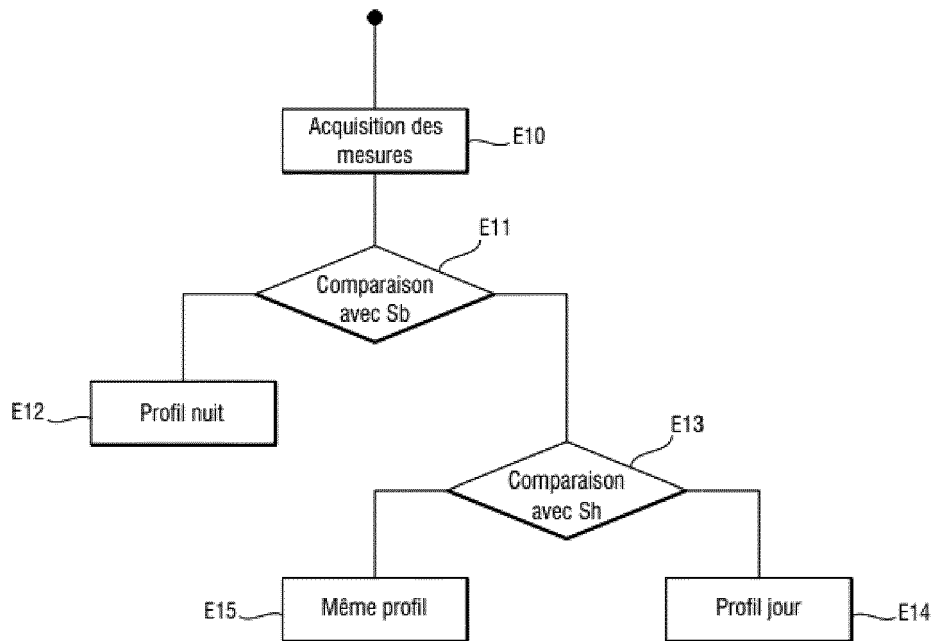 Acquisition des
mesures
E10
E11
Comparaison
avec Sb
E12
Profil nuit
E13
Comparaison
avec Sh
E15
Même profil
Profil jour
E14